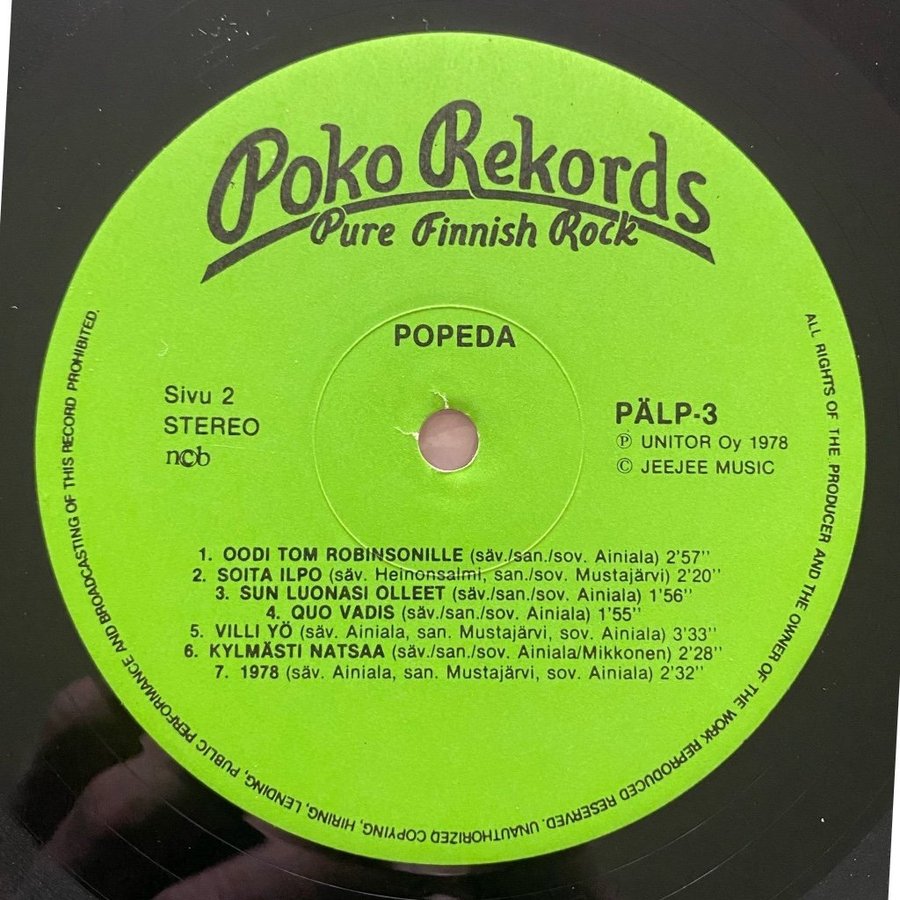 Poko Rekords
Pure Finnish Rock
POPEDA
Sivu 2
STEREO
ncb
PÄLP-3
Ⓟ UNITOR Oy 1978
© JEEJEE MUSIC
1. OODI TOM ROBINSONILLE (säv./san./sov. Ainiala) 2'57''
2. SOITA ILPO (säv. Heinonsalmi, san./sov. Mustajärvi) 2'20''
3. SUN LUONASI OLLEET (säv./san./sov. Ainiala) 1'56''
4. QUO VADIS (säv./san./sov. Ainiala) 1'55''
5. VILLI YÖ (säv. Ainiala, san. Mustajärvi, sov. Ainiala) 3'33''
6. KYLMÄSTI NATSAA (säv./san./sov. Ainiala/Mikkonen) 2'28''
7. 1978 (säv. Ainiala, san. Mustajärvi, sov. Ainiala) 2'32''
ALL RIGHTS OF THE PRODUCER AND THE OWNER OF THE WORK REPRODUCED RESERVED. UNAUTHORIZED COPYING, HIRING, LENDING, PUBLIC PERFORMANCE AND BROADCASTING OF THIS RECORD PROHIBITED.